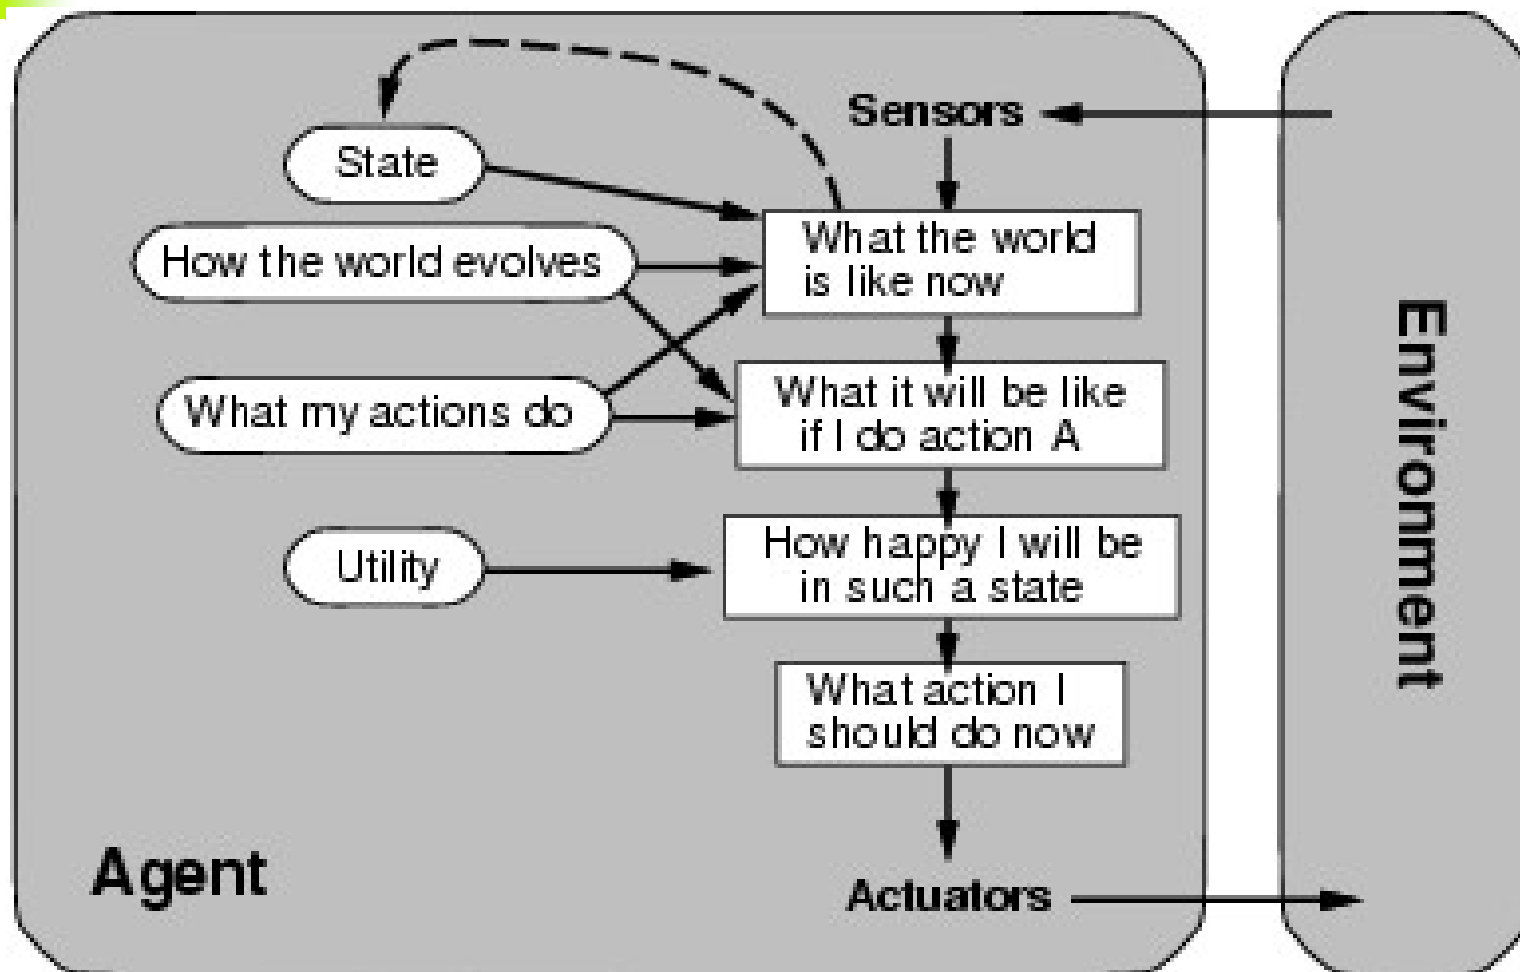 Sensors
State
What the world
is like now
How the world evolves
What it will be like
if I do action A
What my actions do
How happy I will be
in such a state
Utility
What action I
should do now
Agent
Actuators
Environment